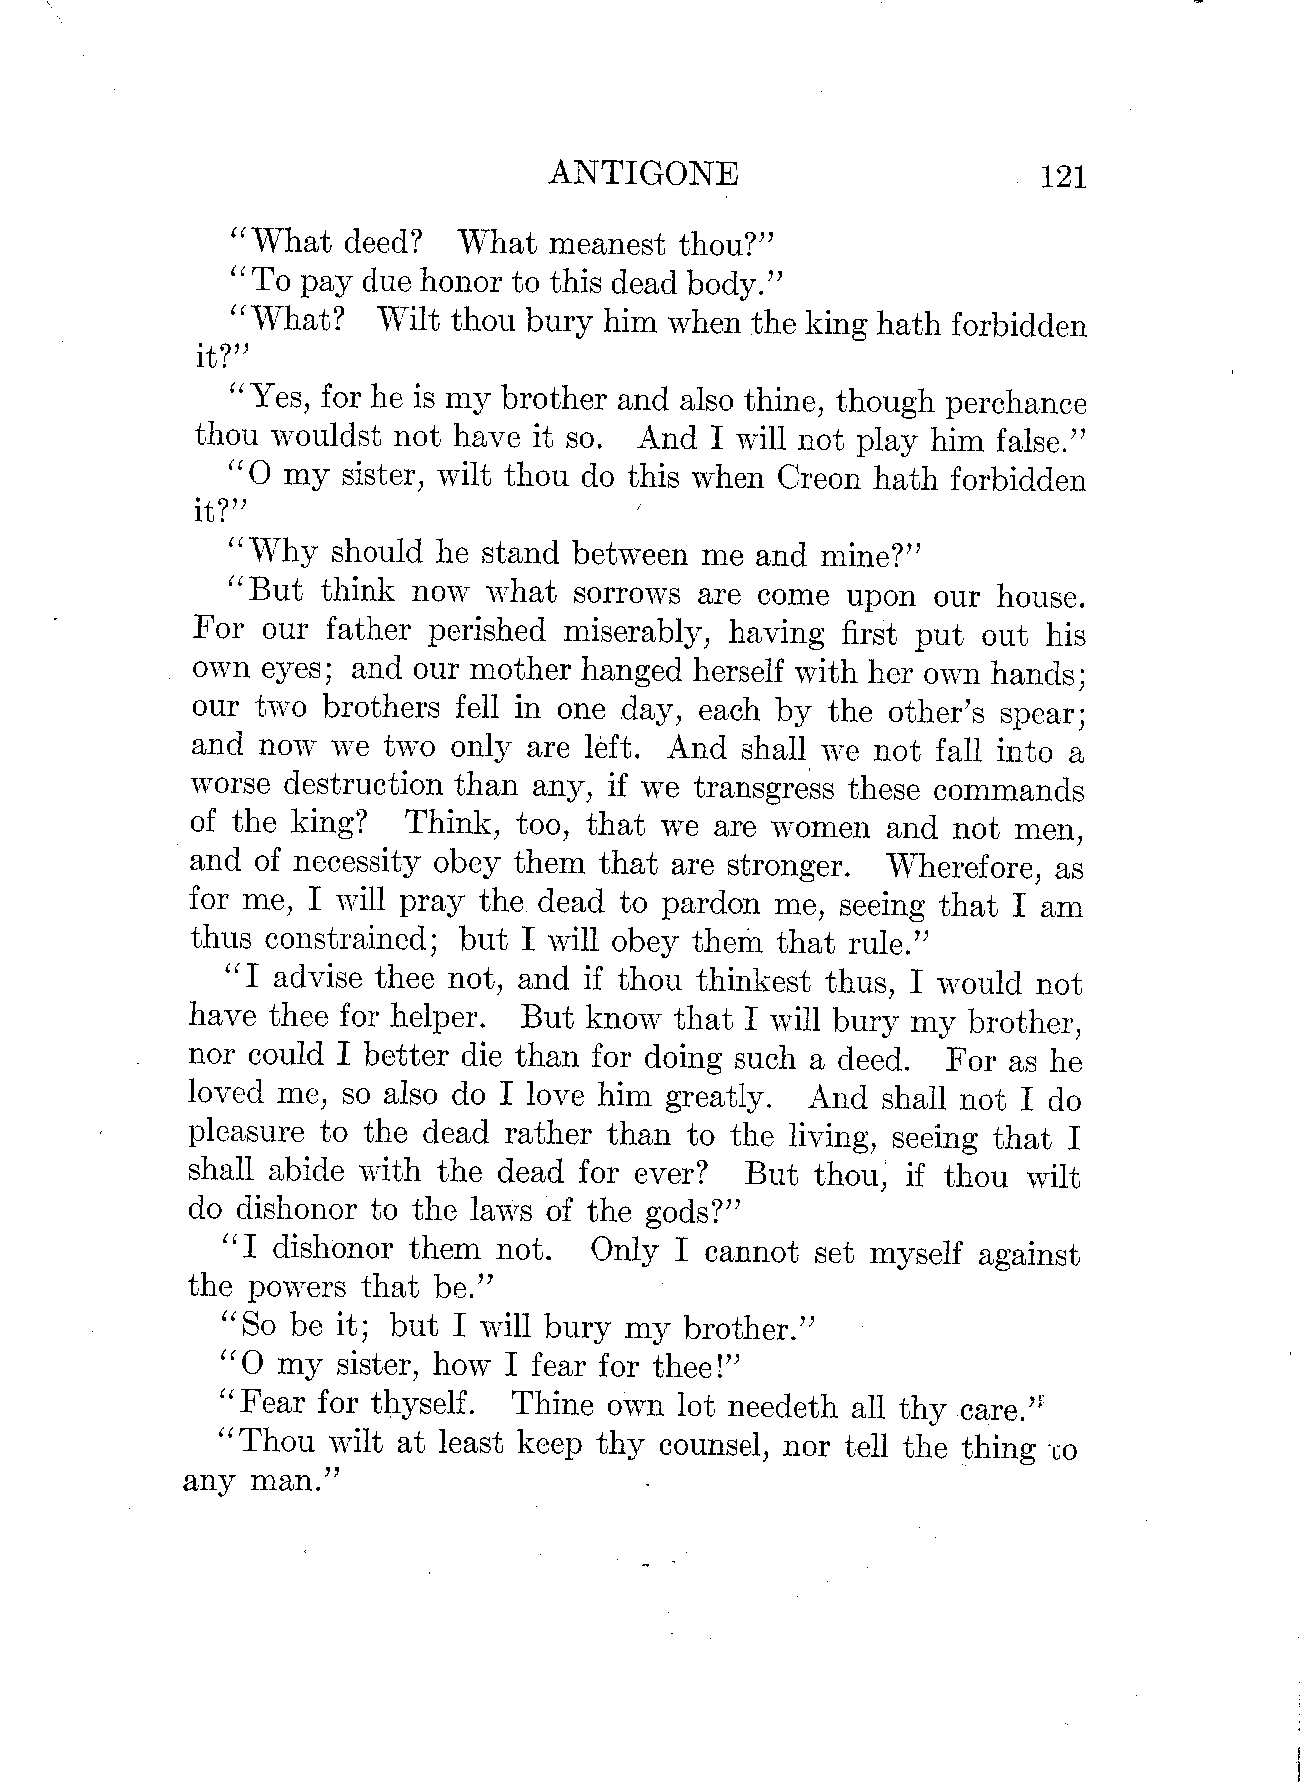 ANTIGONE 121
"What deed? What meanest thou?"
"To pay due honor to this dead body."
"What? Wilt thou bury him when the king hath forbidden
it?"
"Yes, for he is my brother and also thine, though perchance
thou wouldst not have it so. And I will not play him false."
"O my sister, wilt thou do this when Creon hath forbidden
it?"
"Why should he stand between me and mine?"
"But think now what sorrows are come upon our house.
For our father perished miserably, having first put out his
own eyes; and our mother hanged herself with her own hands;
our two brothers fell in one day, each by the other's spear;
and now we two only are left. And shall we not fall into a
worse destruction than any, if we transgress these commands
of the king? Think, too, that we are women and not men,
and of necessity obey them that are stronger. Wherefore, as
for me, I will pray the dead to pardon me, seeing that I am
thus constrained; but I will obey them that rule."
"I advise thee not, and if thou thinkest thus, I would not
have thee for helper. But know that I will bury my brother,
nor could I better die than for doing such a deed. For as he
loved me, so also do I love him greatly. And shall not I do
pleasure to the dead rather than to the living, seeing that I
shall abide with the dead for ever? But thou, if thou wilt
do dishonor to the laws of the gods?"
"I dishonor them not. Only I cannot set myself against
the powers that be."
"So be it; but I will bury my brother."
"O my sister, how I fear for thee!"
"Fear for thyself. Thine own lot needeth all thy care."
"Thou wilt at least keep thy counsel, nor tell the thing to
any man."